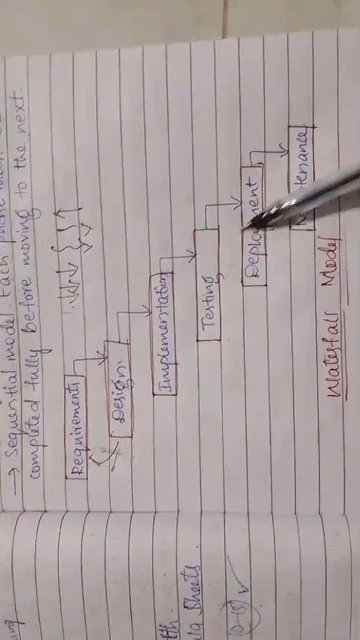 → Sequential model. Each phase must be
completed fully before moving to the next.
Requirements
Design
Implementation
Testing
Deployment
Maintenance
Waterfall Model
Sheets.